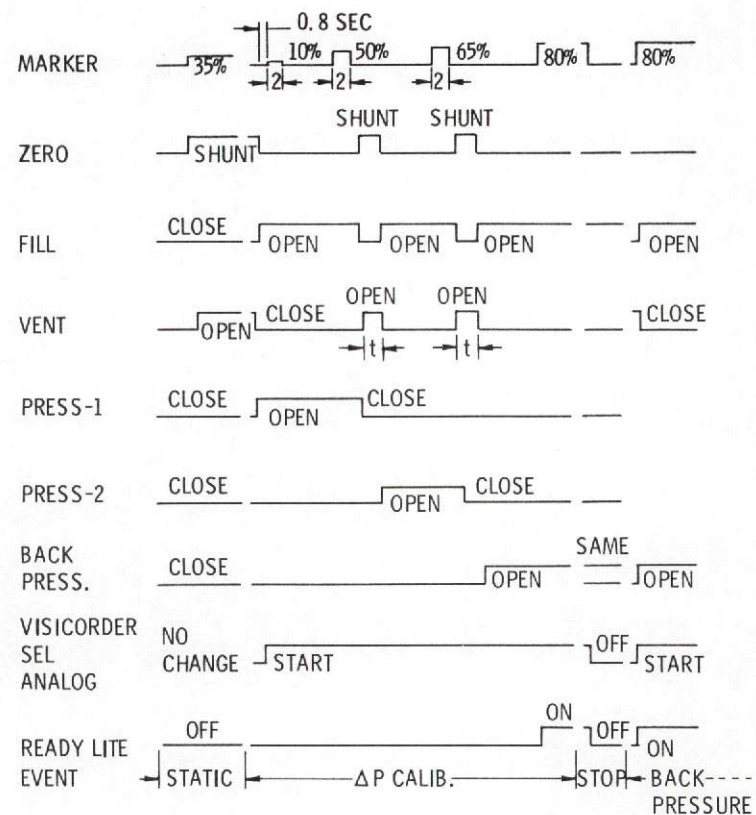 0.8 SEC
MARKER 35% 10% 50% 65% 80% 80%
2 2 2
SHUNT SHUNT
ZERO SHUNT
CLOSE
FILL OPEN OPEN OPEN OPEN
OPEN OPEN
VENT OPEN CLOSE CLOSE
t t
PRESS-1 CLOSE OPEN CLOSE
PRESS-2 CLOSE OPEN CLOSE
SAME
BACK
PRESS. CLOSE OPEN OPEN
VISICORDER
SEL
ANALOG
NO
CHANGE START OFF START
ON
OFF OFF
READY LITE ON
EVENT STATIC ΔP CALIB. STOP BACK----
PRESSURE